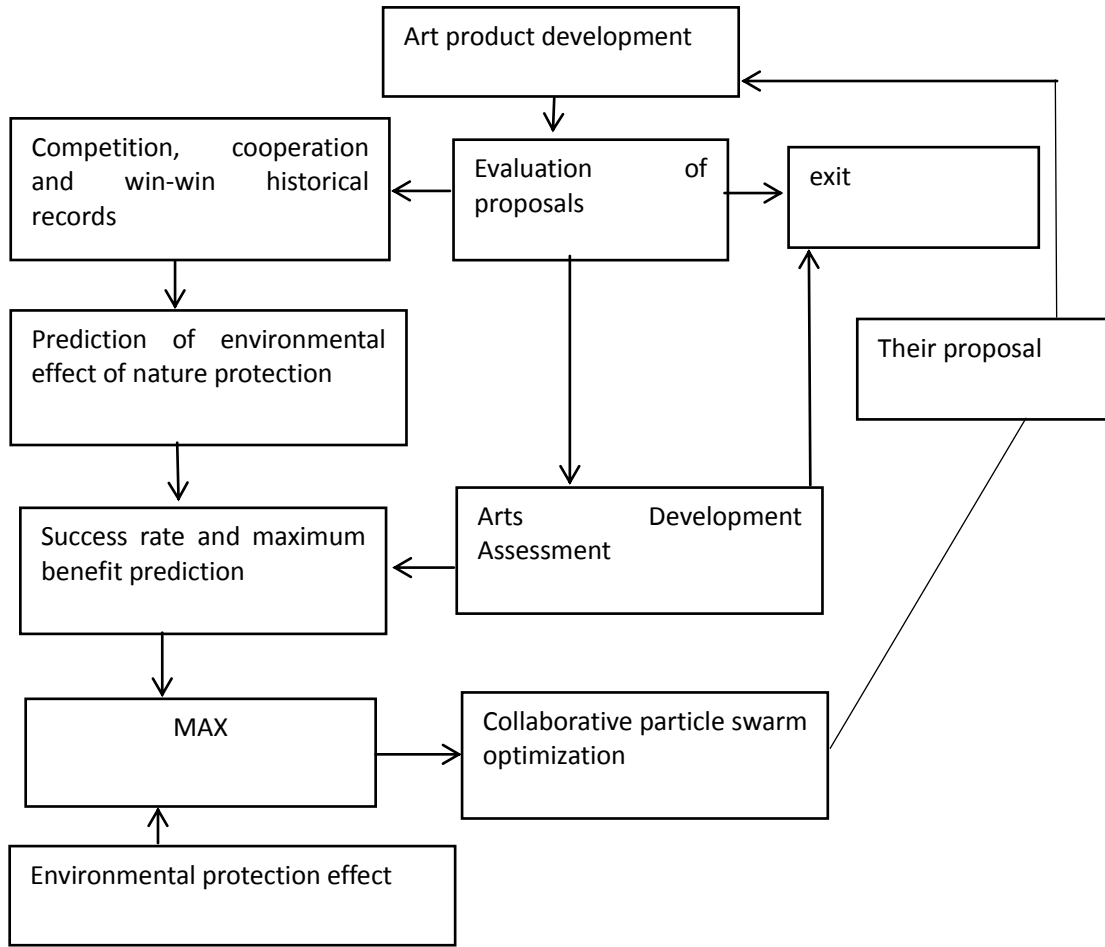 Art product development
Competition, cooperation
and win-win historical
records
Evaluation of
proposals
exit
Prediction of environmental
effect of nature protection
Their proposal
Success rate and maximum
benefit prediction
Arts Development
Assessment
MAX
Collaborative particle swarm
optimization
Environmental protection effect